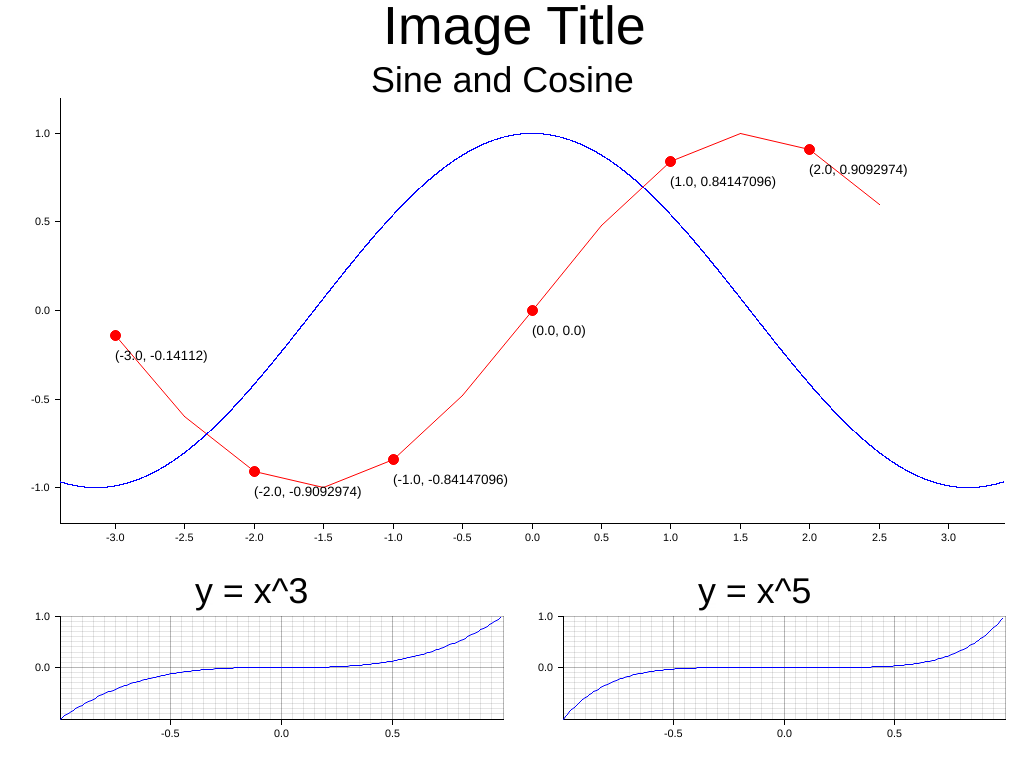 Image Title
Sine and Cosine
1.0
(2.0, 0.9092974)
(1.0, 0.84147096)
0.5
0.0
(0.0, 0.0)
(-3.0, -0.14112)
-0.5
(-1.0, -0.84147096)
-1.0
(-2.0, -0.9092974)
-3.0 -2.5 -2.0 -1.5 -1.0 -0.5 0.0 0.5 1.0 1.5 2.0 2.5 3.0
y = x^3
1.0
0.0
-0.5 0.0 0.5
y = x^5
1.0
0.0
-0.5 0.0 0.5